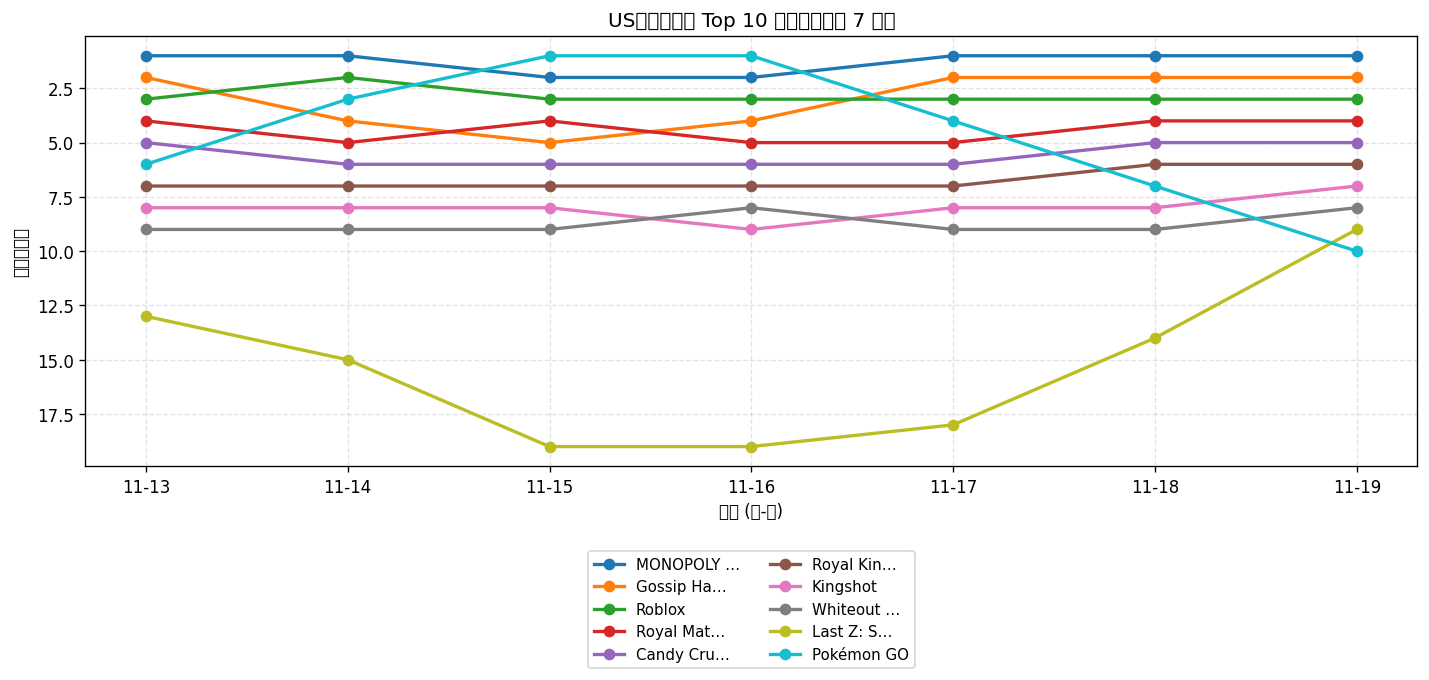 US Top 10 7
2.5
5.0
7.5
10.0
12.5
15.0
17.5
11-13
11-14
11-15
11-16
11-17
11-18
11-19
(-)
MONOPOLY ...
Gossip Ha...
Roblox
Royal Mat...
Candy Cru...
Royal Kin...
Kingshot
Whiteout ...
Last Z: S...
Pokémon GO